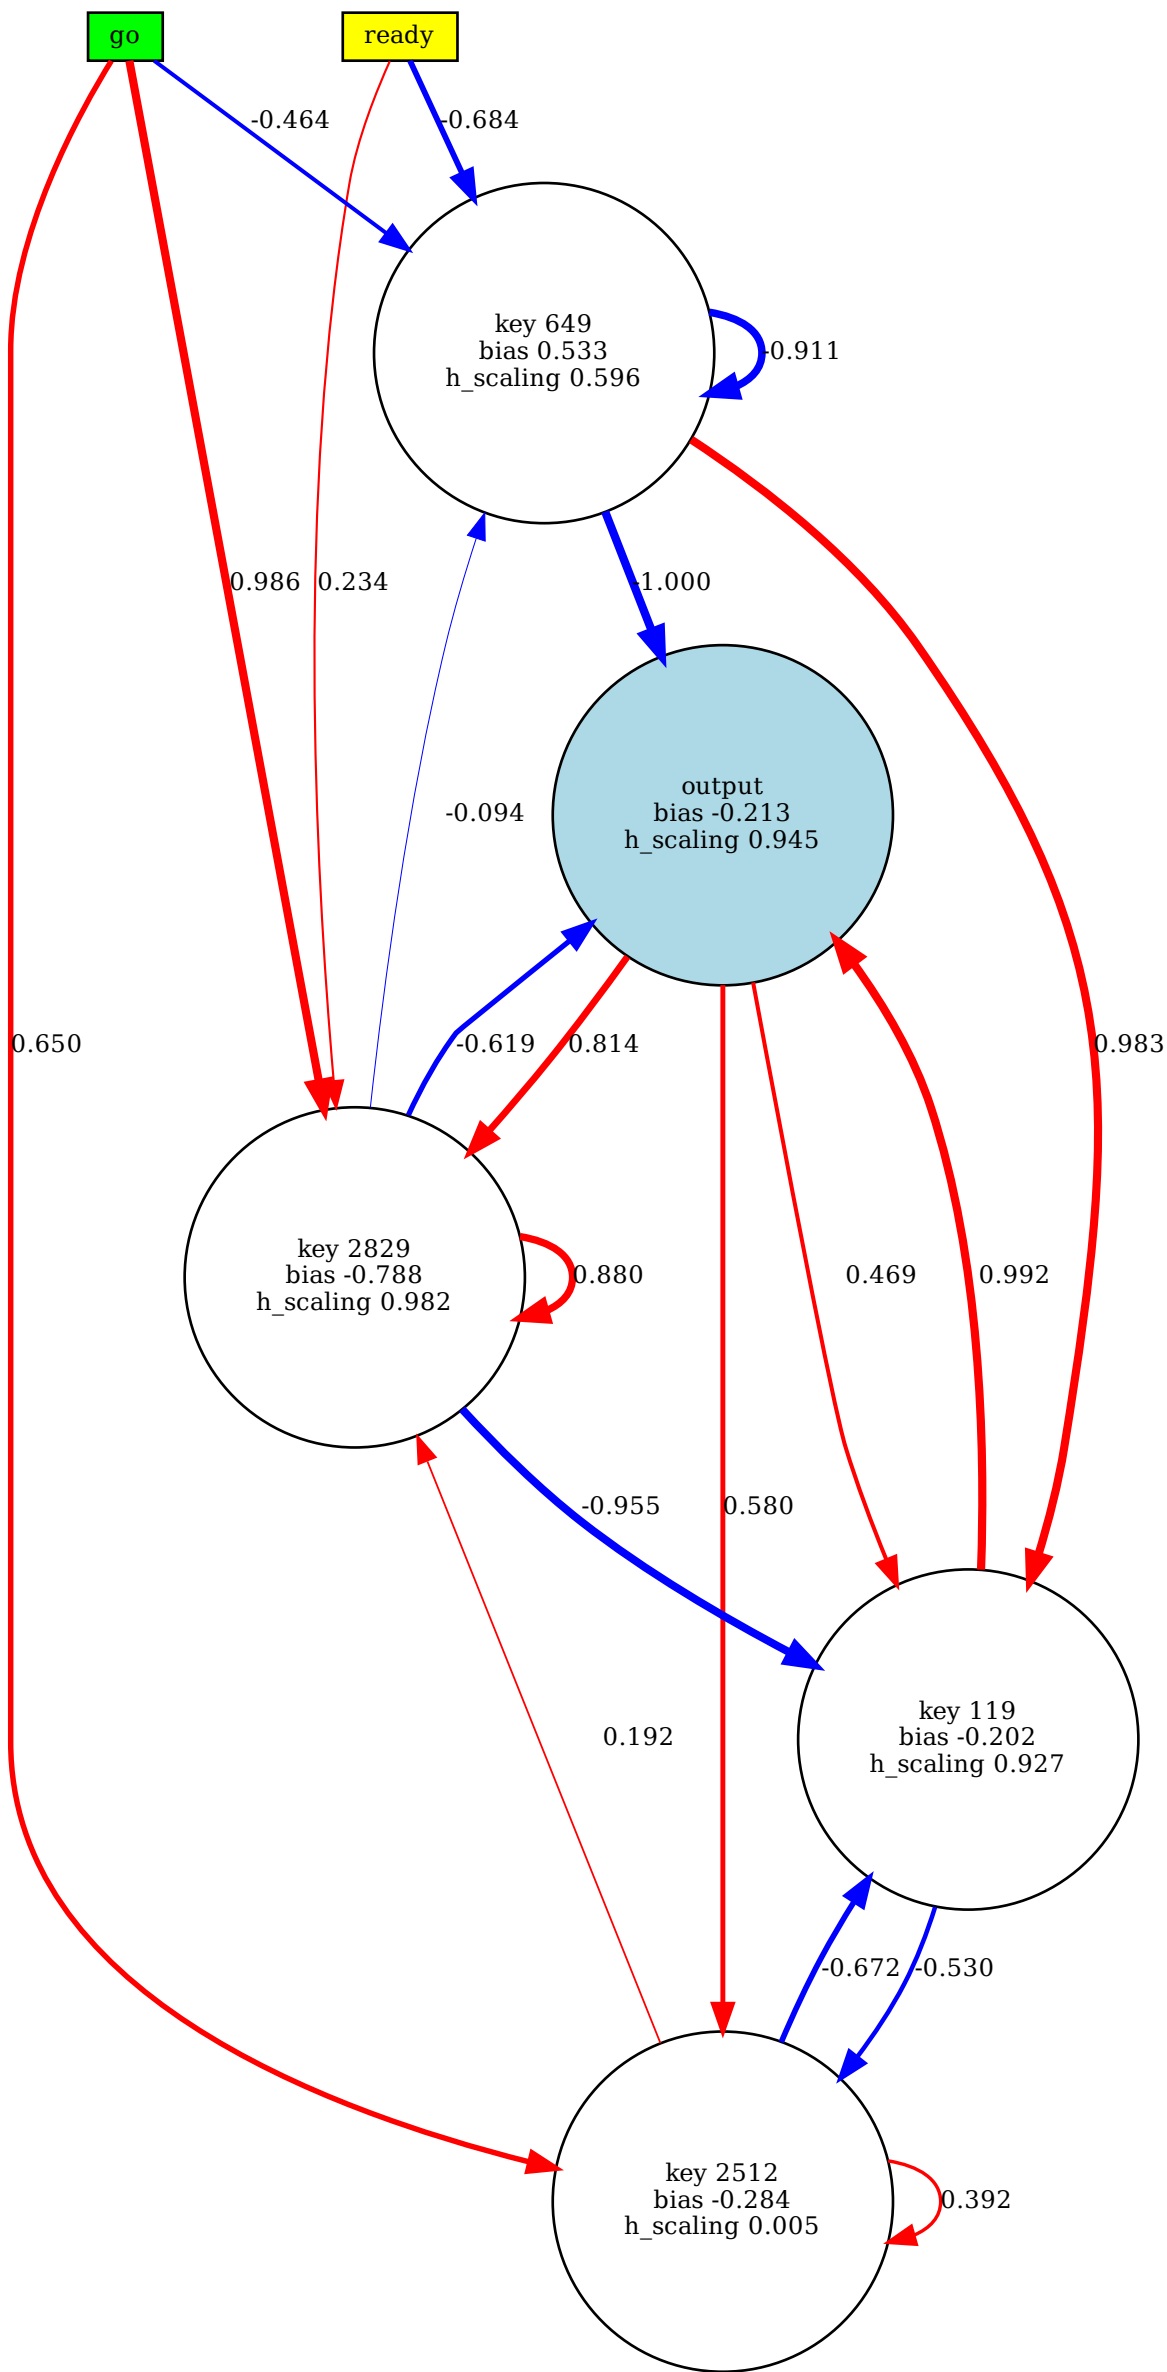 go
ready
-0.464
-0.684
key 649
bias 0.533
h_scaling 0.596
-0.911
0.986
0.234
-1.000
output
bias -0.213
h_scaling 0.945
-0.094
0.650
-0.619
0.814
0.983
key 2829
bias -0.788
h_scaling 0.982
0.880
0.469
0.992
-0.955
0.580
key 119
bias -0.202
h_scaling 0.927
0.192
-0.672
-0.530
key 2512
bias -0.284
h_scaling 0.005
0.392